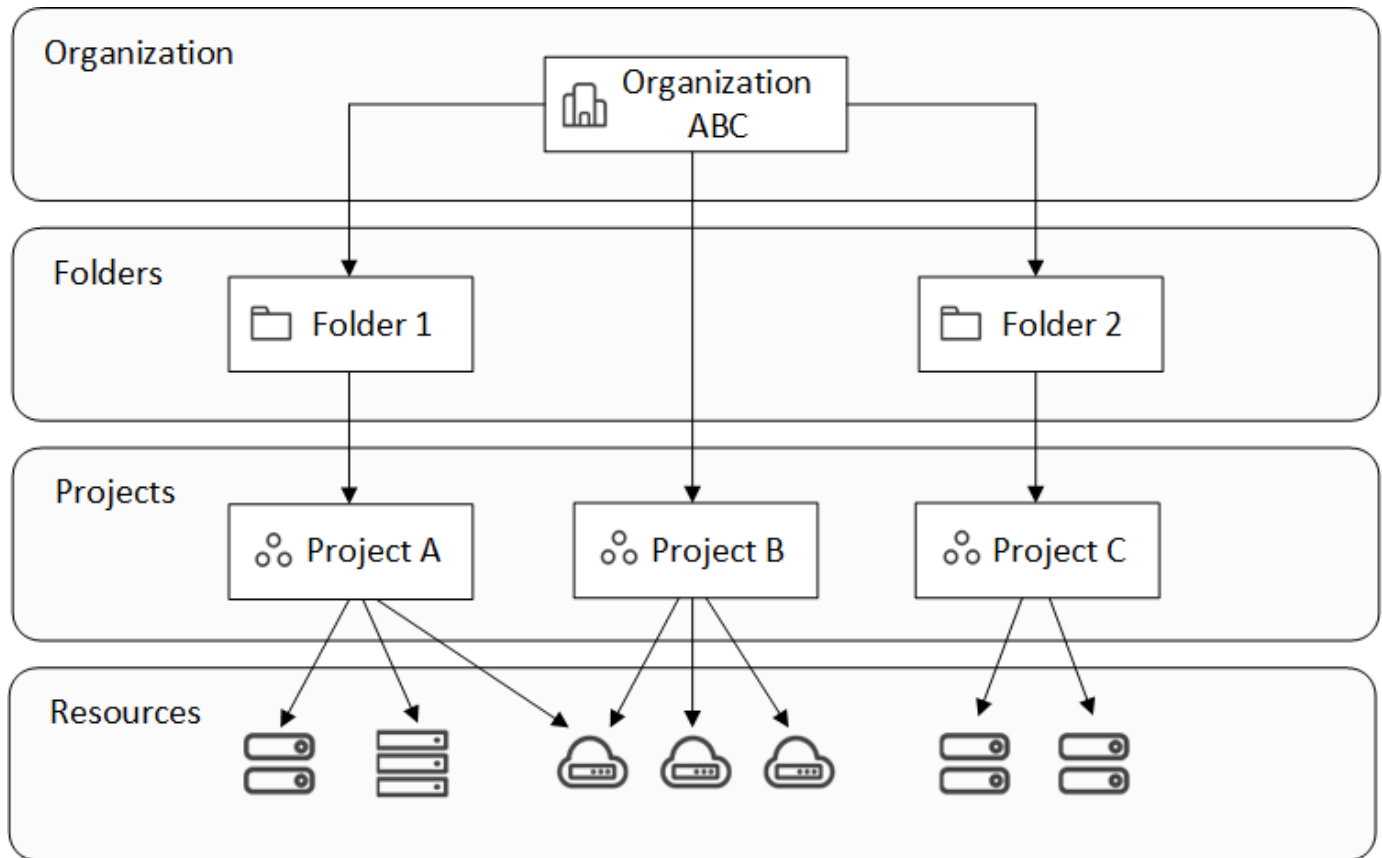 Organization
Organization
ABC
Folders
Folder 1
Folder 2
Projects
Project A
Project B
Project C
Resources